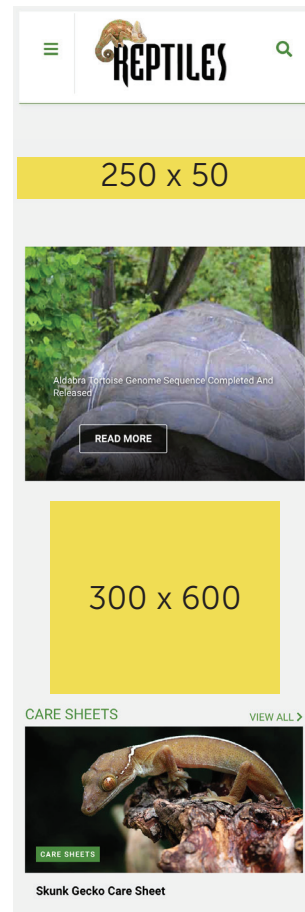 REPTILES
250 x 50
Aldabra Tortoise Genome Sequence Completed And
Released
READ MORE
300 x 600
CARE SHEETS
VIEW ALL
CARE SHEETS
Skunk Gecko Care Sheet